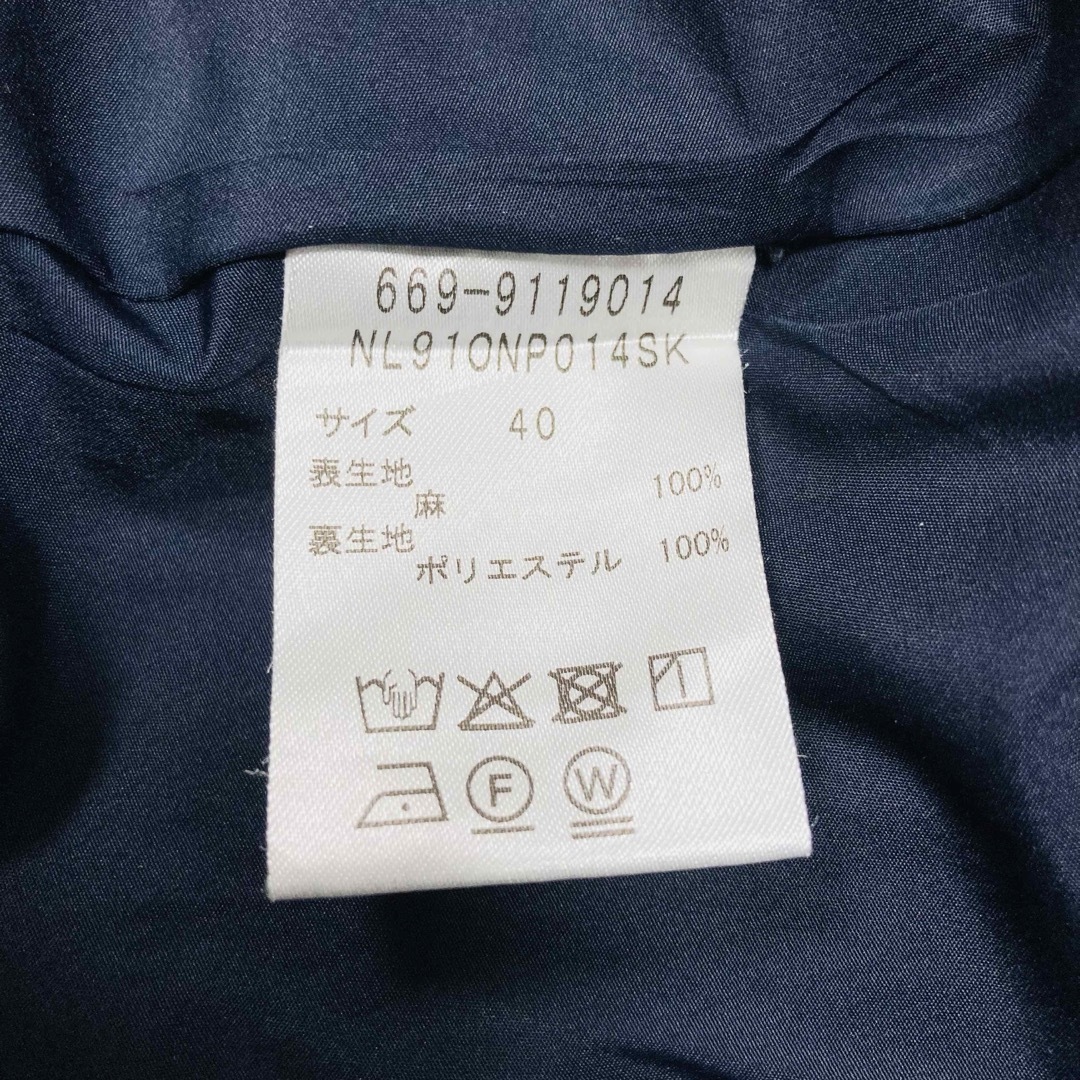 669-9119014
NL910NP014SK
サイズ 40
表生地
麻 100%
裏生地
ポリエステル 100%
F W